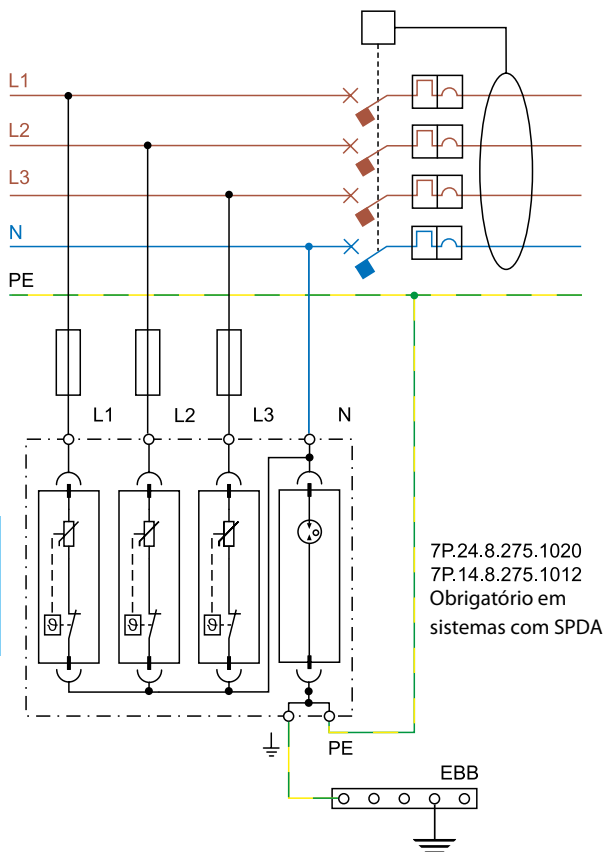 L1
L2
L3
N
PE
L1
L2
L3
N
ϑ
ϑ
ϑ
7P.24.8.275.1020
7P.14.8.275.1012
Obrigatório em
sistemas com SPDA
PE
EBB